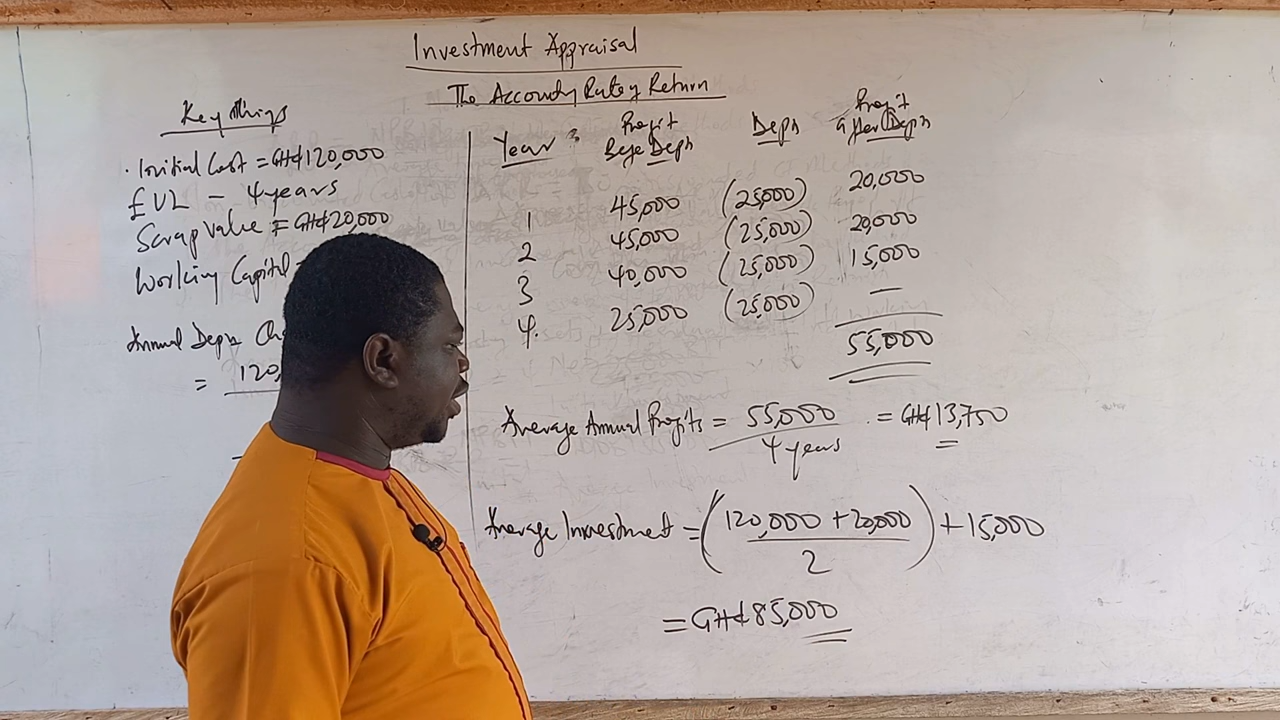 Investment Appraisal
The Accounty Rate y Return
Key things
. Initial Cost = GH¢120,000
EUL - 4 years
Scrap value = GH¢20,000
Working Capital
Annual Depn
= 120,
Year Profit Befe Depn Depn Profit after Depn
1 45,000 (25,000) 20,000
2 45,000 (25,000) 20,000
3 40,000 (25,000) 15,000
4. 25,000 (25,000) —
55,000
Average Annual Profits = 55,000 / 4 years = GH¢13,750
Average Investment = (120,000 + 20,000 / 2) + 15,000
= GH¢85,000